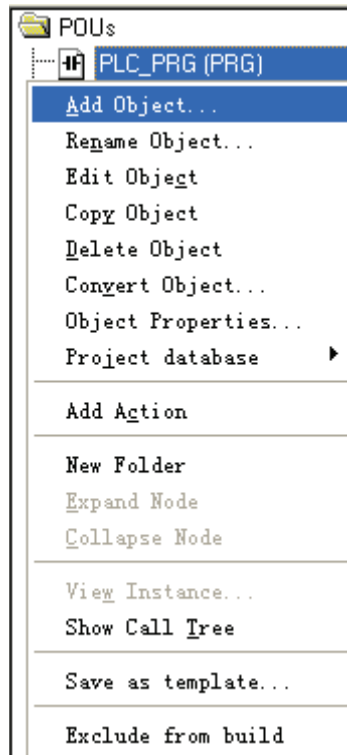 POUs
PLC_PRG (PRG)
Add Object...
Rename Object...
Edit Object
Copy Object
Delete Object
Convert Object...
Object Properties...
Project database
Add Action
New Folder
Expand Node
Collapse Node
View Instance...
Show Call Tree
Save as template...
Exclude from build